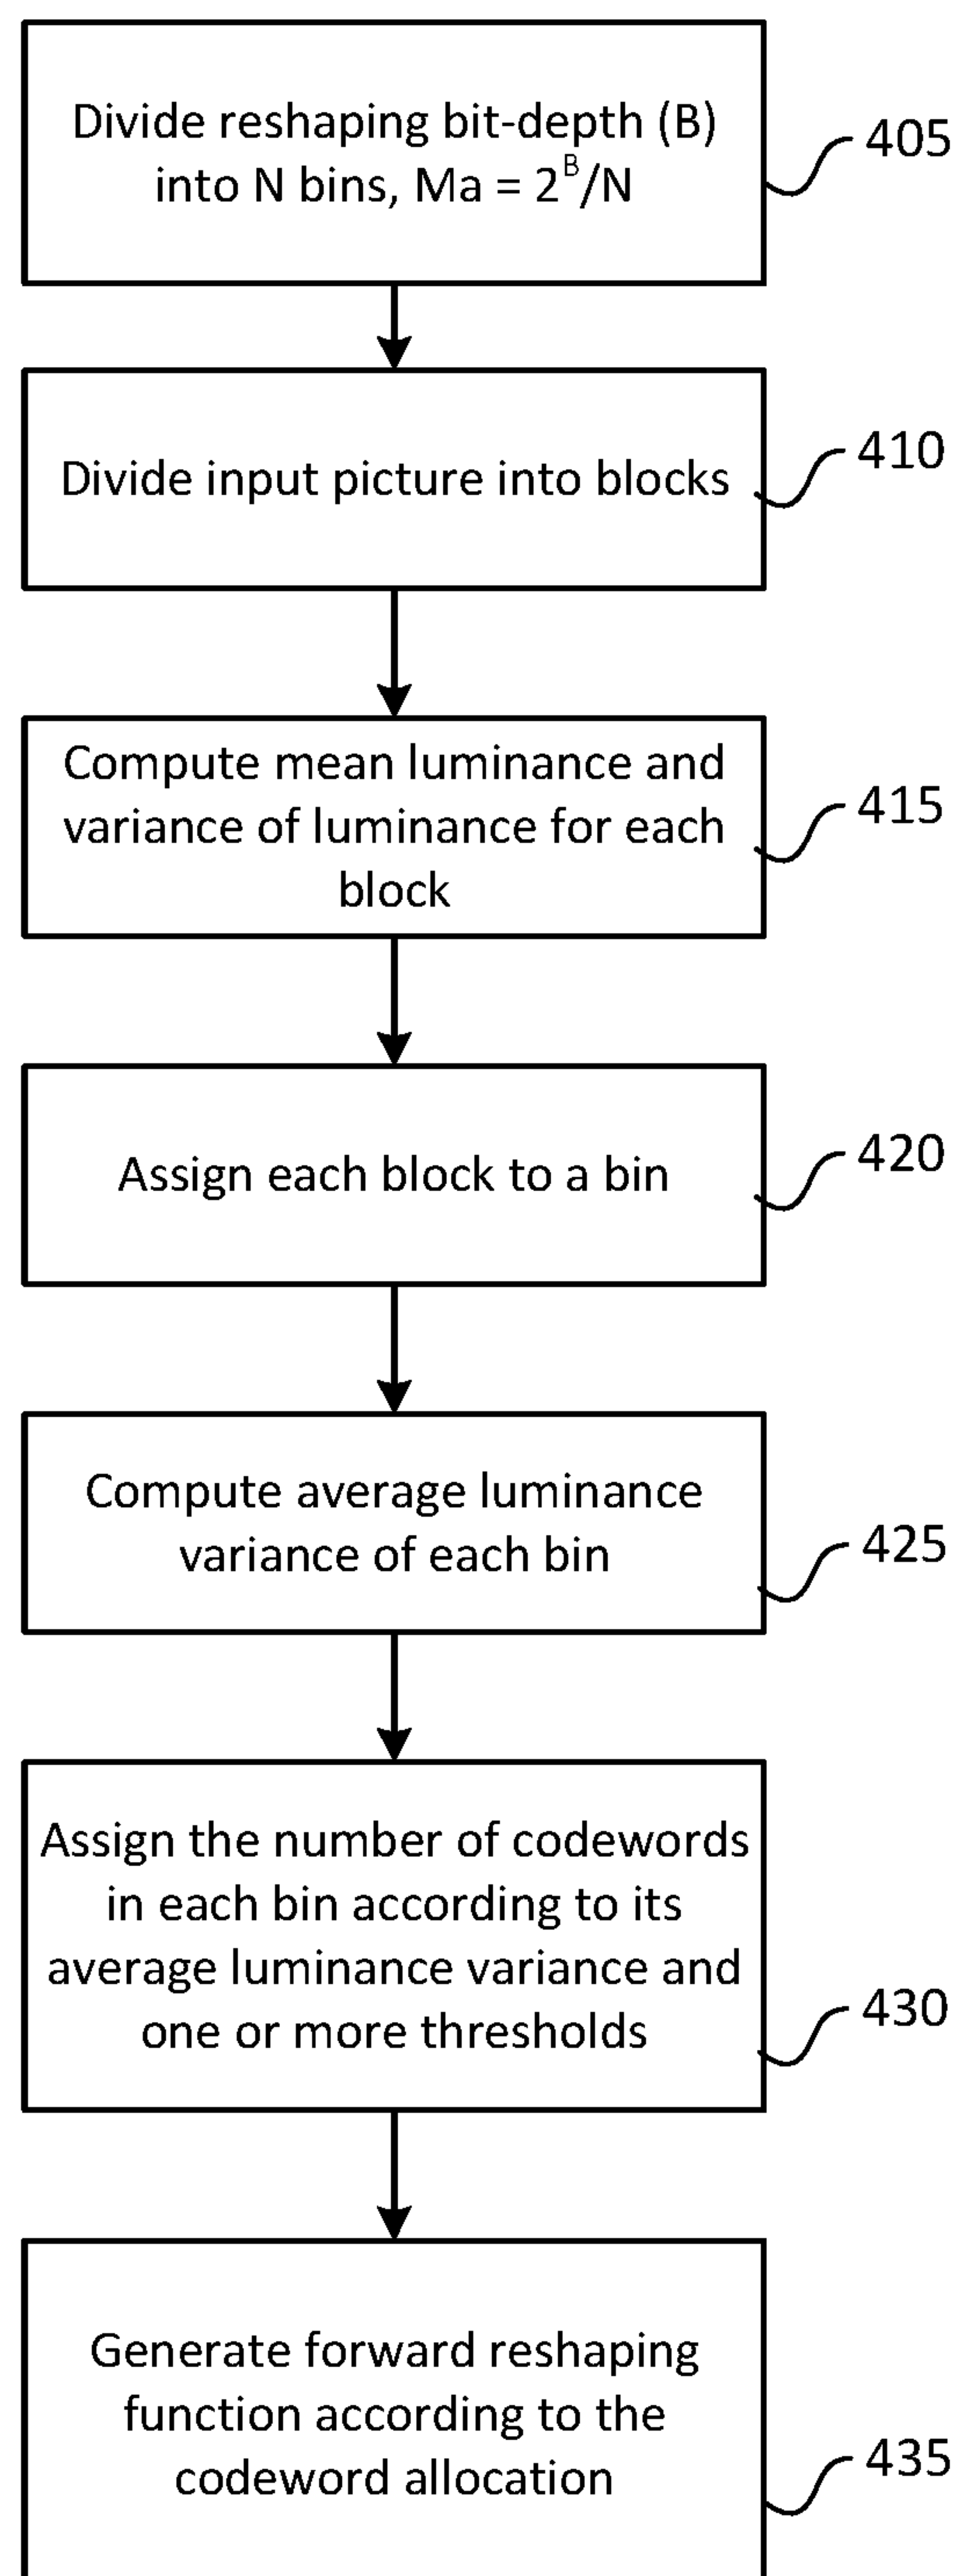 Divide reshaping bit-depth (B)
into N bins, Ma = 2^B/N
405
Divide input picture into blocks
410
Compute mean luminance and
variance of luminance for each
block
415
Assign each block to a bin
420
Compute average luminance
variance of each bin
425
Assign the number of codewords
in each bin according to its
average luminance variance and
one or more thresholds
430
Generate forward reshaping
function according to the
codeword allocation
435